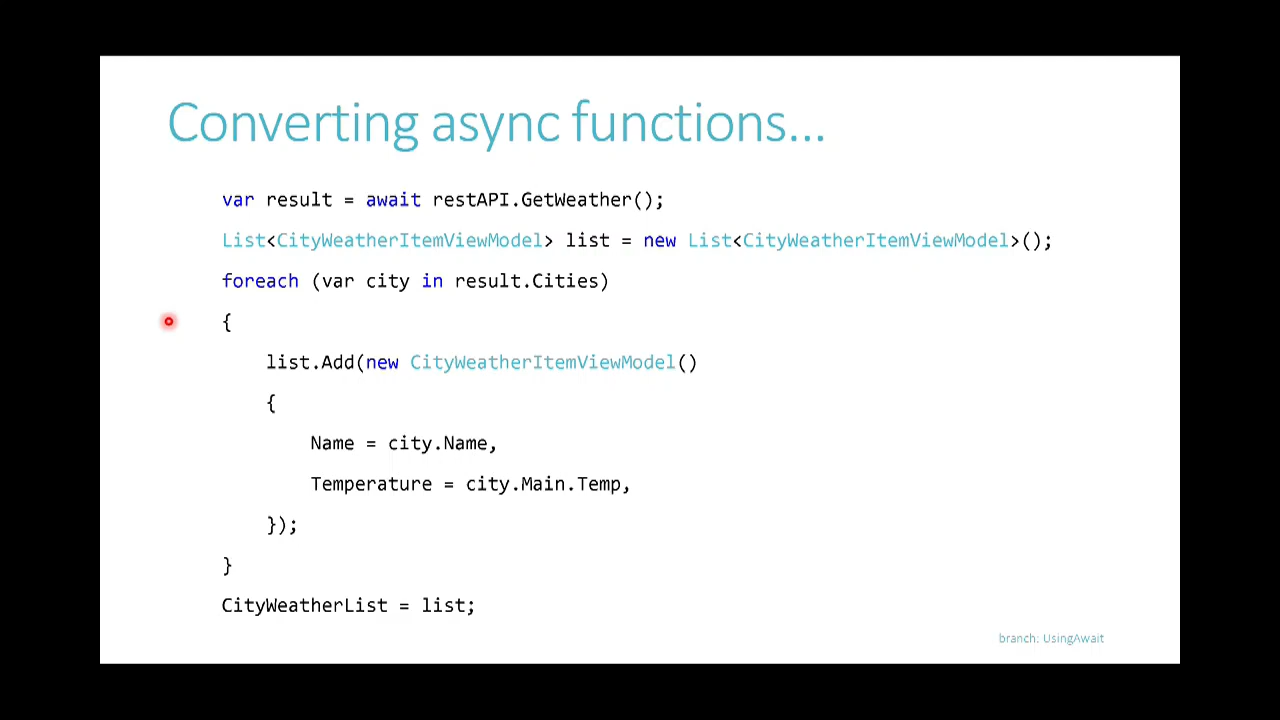 Converting async functions...
var result = await restAPI.GetWeather();
List<CityWeatherItemViewModel> list = new List<CityWeatherItemViewModel>();
foreach (var city in result.Cities)
{
list.Add(new CityWeatherItemViewModel()
{
Name = city.Name,
Temperature = city.Main.Temp,
});
}
CityWeatherList = list;
branch: UsingAwait